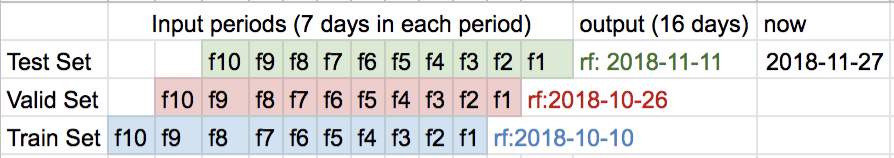 Input periods (7 days in each period) output (16 days) now
Test Set f10 f9 f8 f7 f6 f5 f4 f3 f2 f1 rf: 2018-11-11 2018-11-27
Valid Set f10 f9 f8 f7 f6 f5 f4 f3 f2 f1 rf:2018-10-26
Train Set f10 f9 f8 f7 f6 f5 f4 f3 f2 f1 rf:2018-10-10